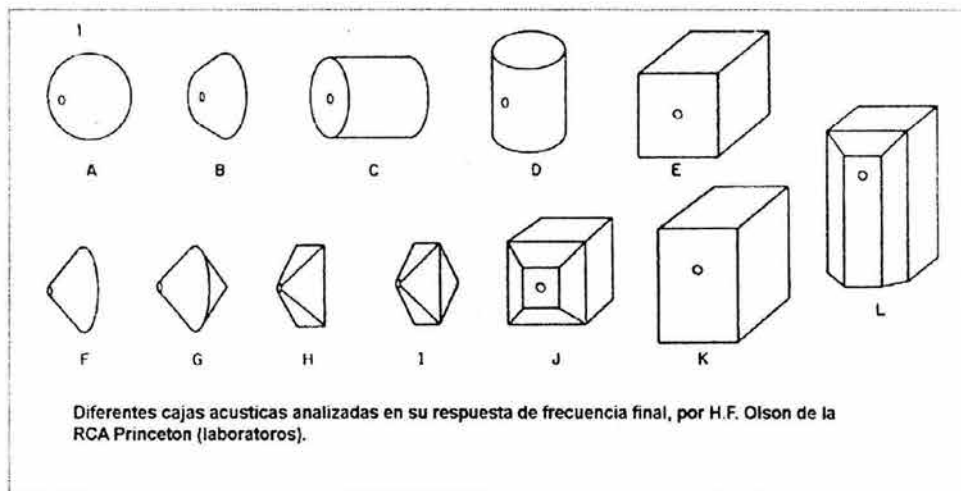 1
A B C D E
F G H I J K L
Diferentes cajas acusticas analizadas en su respuesta de frecuencia final, por H.F. Olson de la
RCA Princeton (laboratoros).